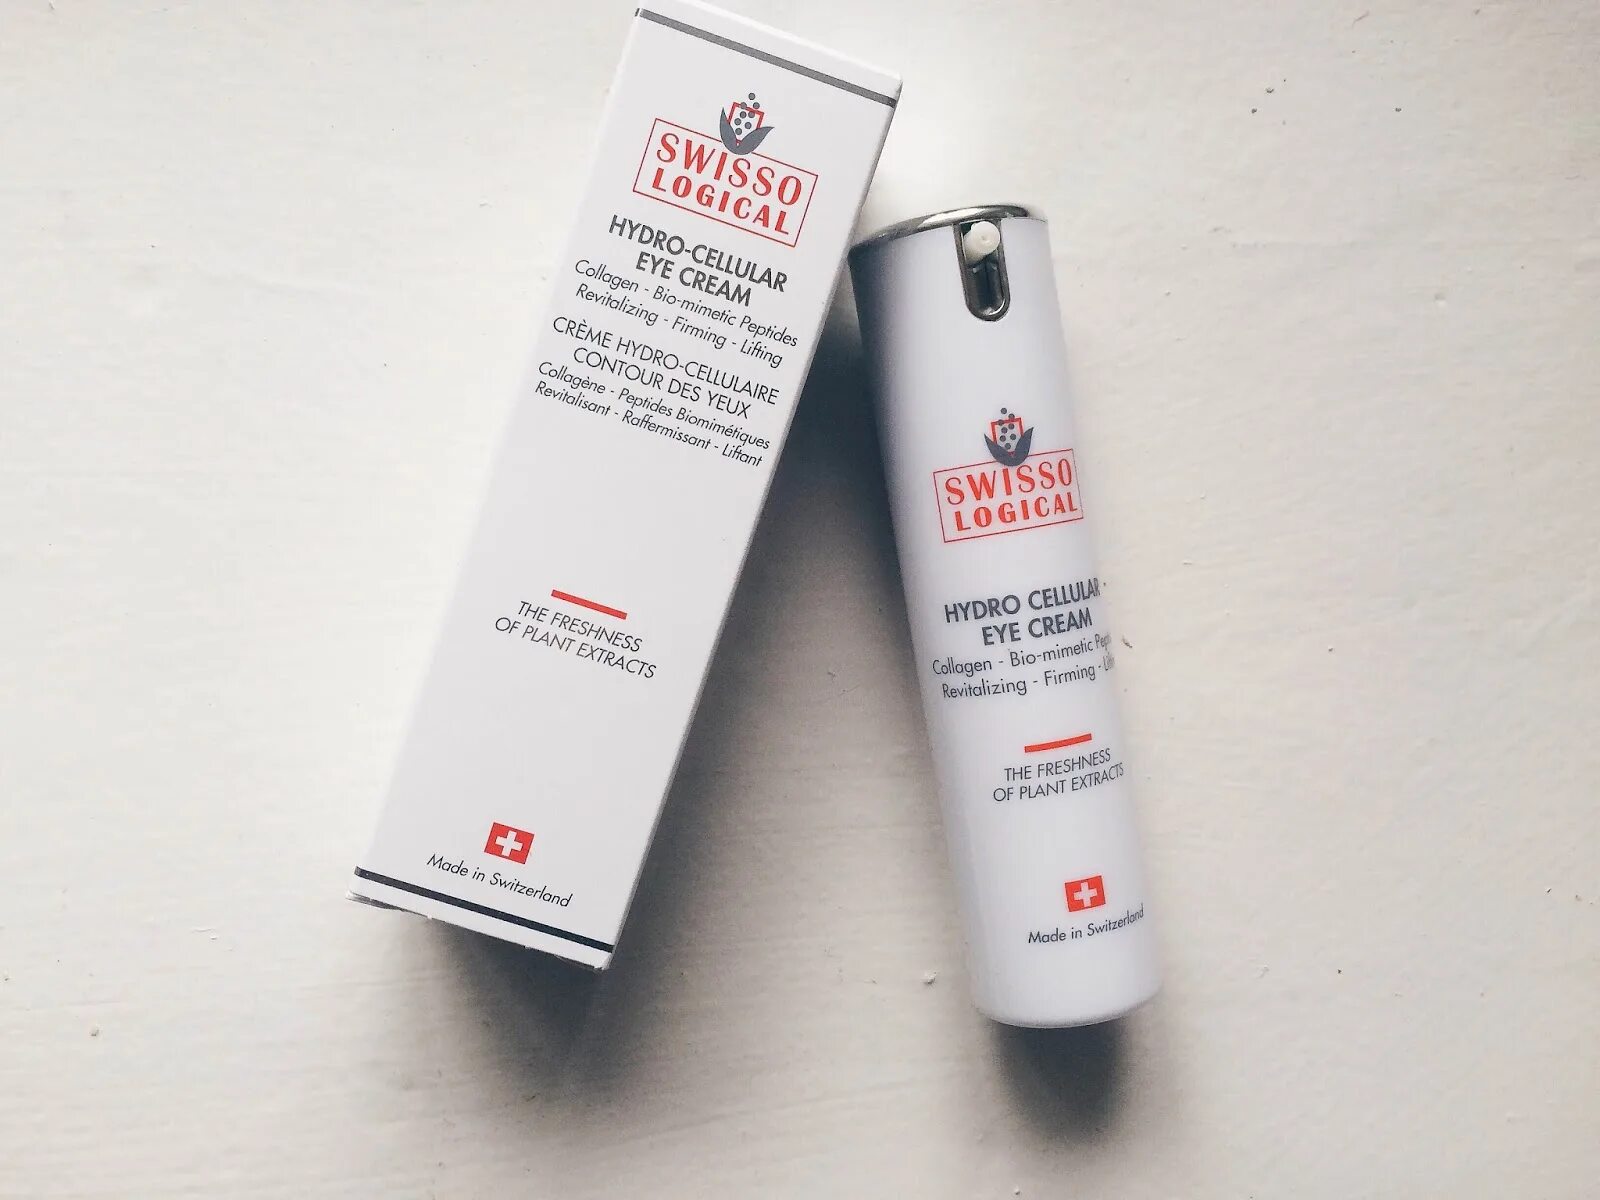 SWISSO
LOGICAL
HYDRO-CELLULAR
EYE CREAM
Collagen - Bio-mimetic Peptides
Revitalizing - Firming - Lifting
CRÈME HYDRO-CELLULAIRE
CONTOUR DES YEUX
Collagène - Peptides Biomimétiques
Revitalisant - Raffermissant - Liftant
THE FRESHNESS
OF PLANT EXTRACTS
Made in Switzerland
SWISSO
LOGICAL
HYDRO CELLULAR
EYE CREAM
Collagen - Bio-mimetic
Revitalizing - Firming -
THE FRESHNESS
OF PLANT EXTRACTS
Made in Switzerland